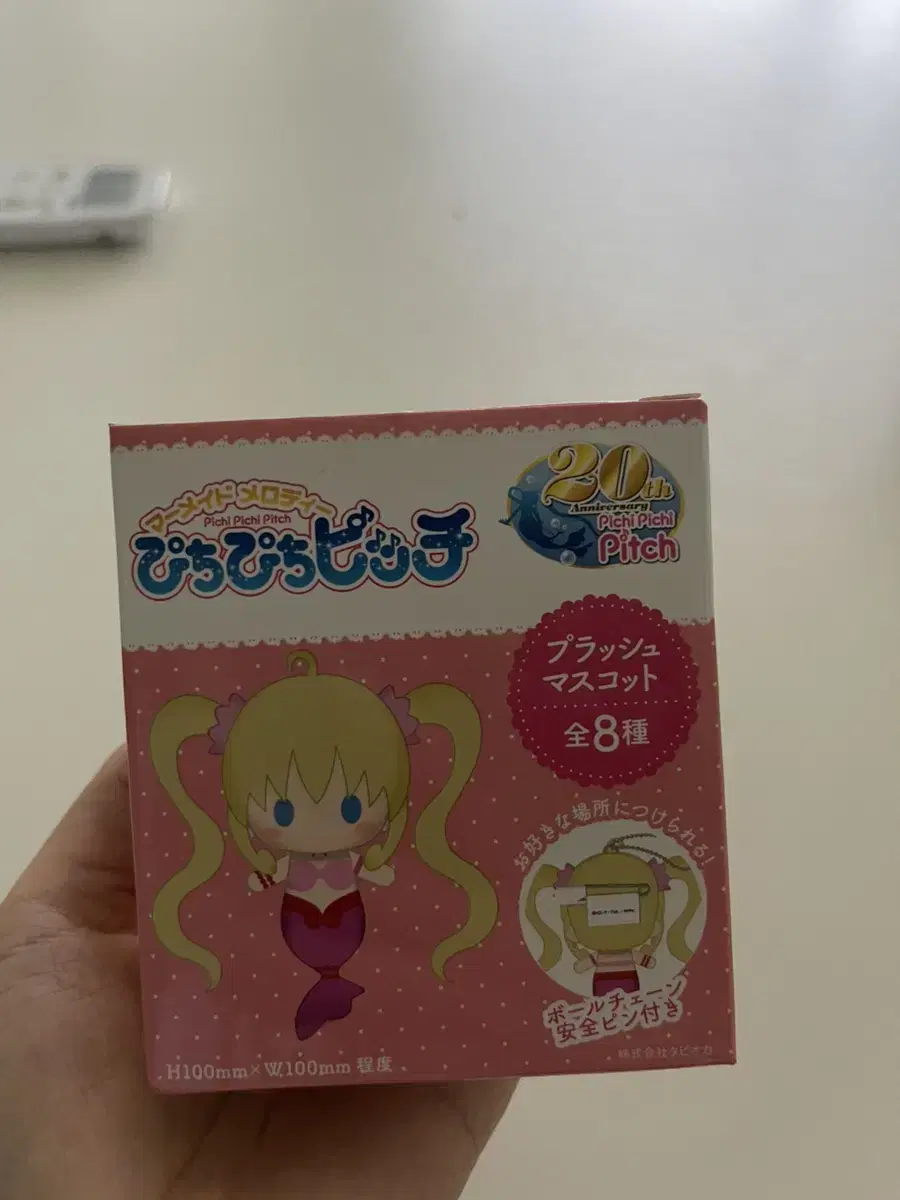 マーメイド メロディー
Pichi Pichi Pitch
ぴちぴちピッチ
20th
Anniversary
Pichi Pichi
Pitch
プラッシュ
マスコット
全8種
お好きな場所につけられる!
ボールチェーン
安全ピン付き
株式会社タピオカ
H100mm×W.100mm 程度